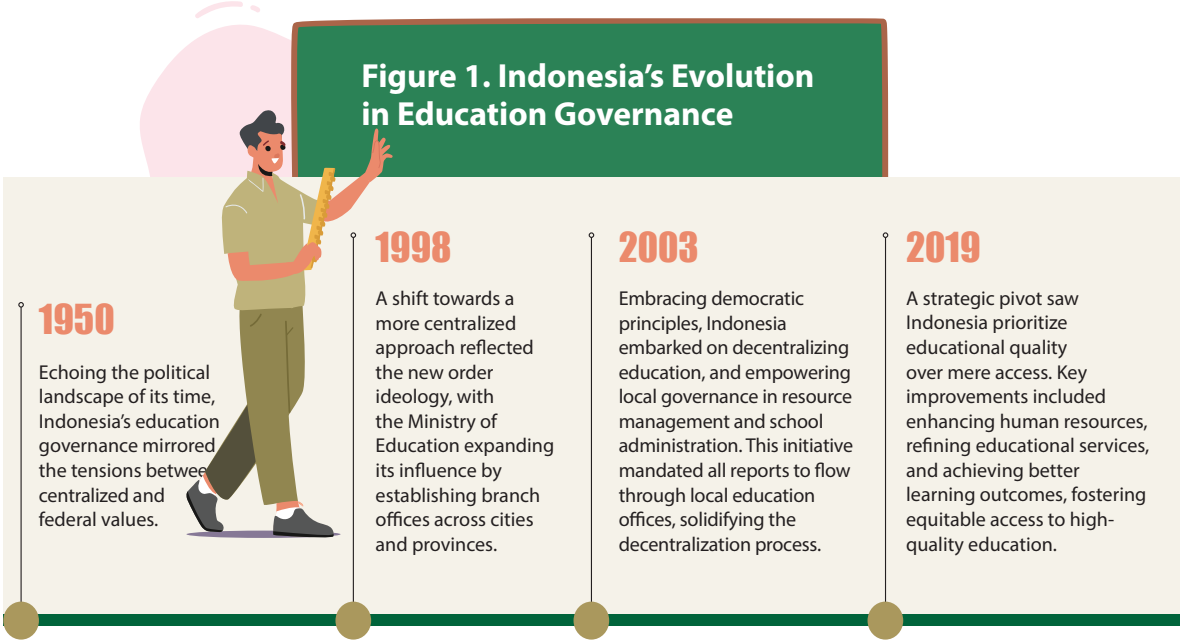 Figure 1. Indonesia’s Evolution
in Education Governance
1950
Echoing the political
landscape of its time,
Indonesia’s education
governance mirrored
the tensions betwee
centralized and
federal values.
1998
A shift towards a
more centralized
approach reflected
the new order
ideology, with
the Ministry of
Education expanding
its influence by
establishing branch
offices across cities
and provinces.
2003
Embracing democratic
principles, Indonesia
embarked on decentralizing
education, and empowering
local governance in resource
management and school
administration. This initiative
mandated all reports to flow
through local education
offices, solidifying the
decentralization process.
2019
A strategic pivot saw
Indonesia prioritize
educational quality
over mere access. Key
improvements included
enhancing human resources,
refining educational services,
and achieving better
learning outcomes, fostering
equitable access to high-
quality education.